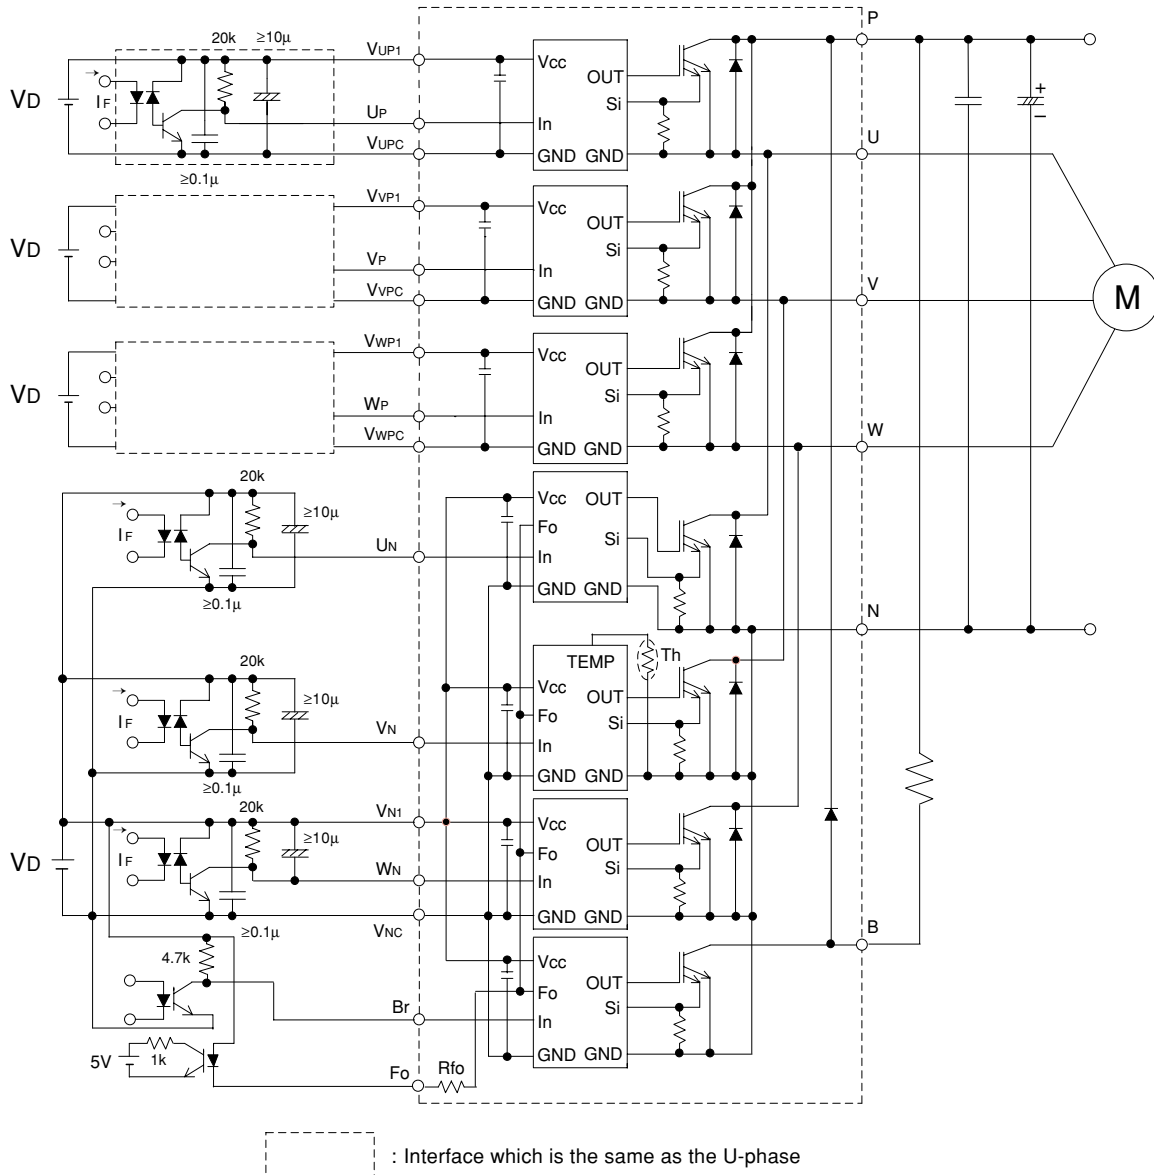 P
20k ≥10µ
VUP1
Vcc
OUT
Si
VD
IF
UP
In
+
–
VUPC
GND GND
U
≥0.1µ
VVP1
Vcc
OUT
Si
VD
VP
In
VVPC
GND GND
V
M
VWP1
Vcc
OUT
Si
VD
WP
In
VWPC
GND GND
W
20k
≥10µ
IF
Vcc OUT
Fo
Si
UN
In
GND GND
≥0.1µ
N
20k
≥10µ
IF
TEMP
Th
Vcc
OUT
Fo
Si
VN
In
GND GND
≥0.1µ
20k
VN1
≥10µ
Vcc
OUT
VD
IF
Fo
Si
WN
In
GND GND
VNC
≥0.1µ
B
4.7k
Vcc
OUT
Fo
Si
Br
In
GND GND
5V
1k
Fo
Rfo
: Interface which is the same as the U-phase